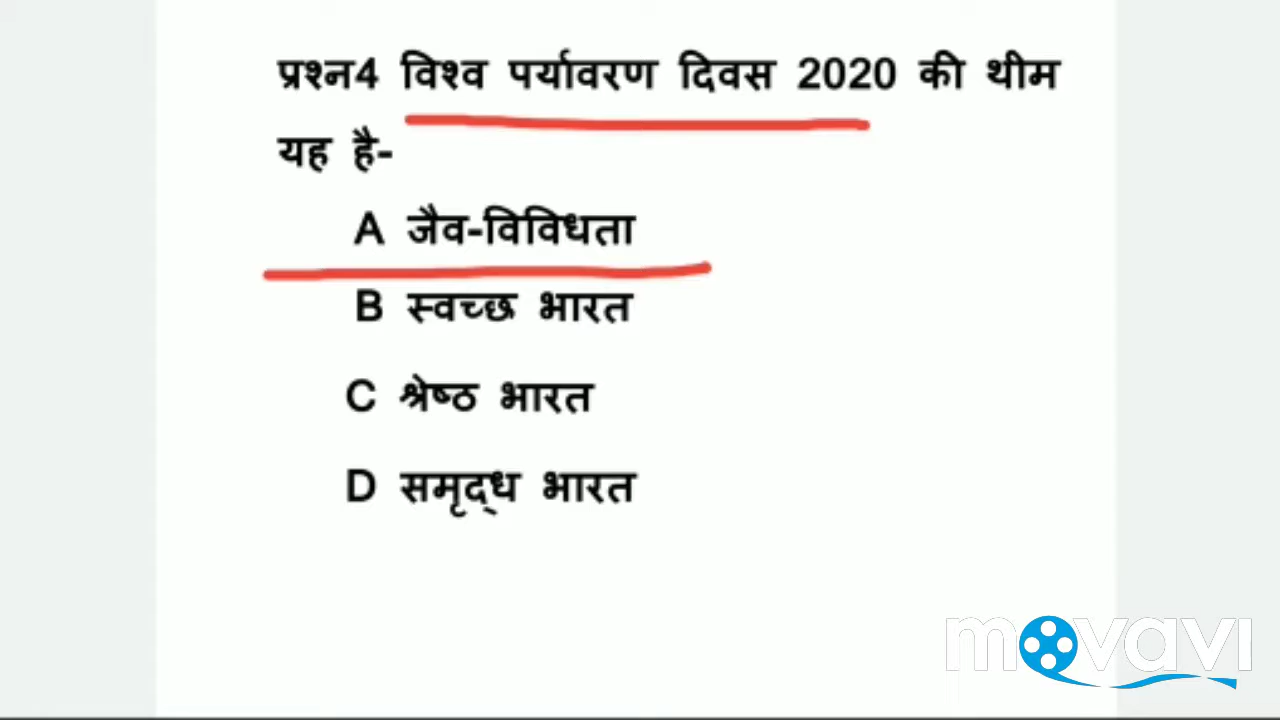 प्रश्न4 विश्व पर्यावरण दिवस 2020 की थीम
यह है-
A जैव-विविधता
B स्वच्छ भारत
C श्रेष्ठ भारत
D समृद्ध भारत
movavi